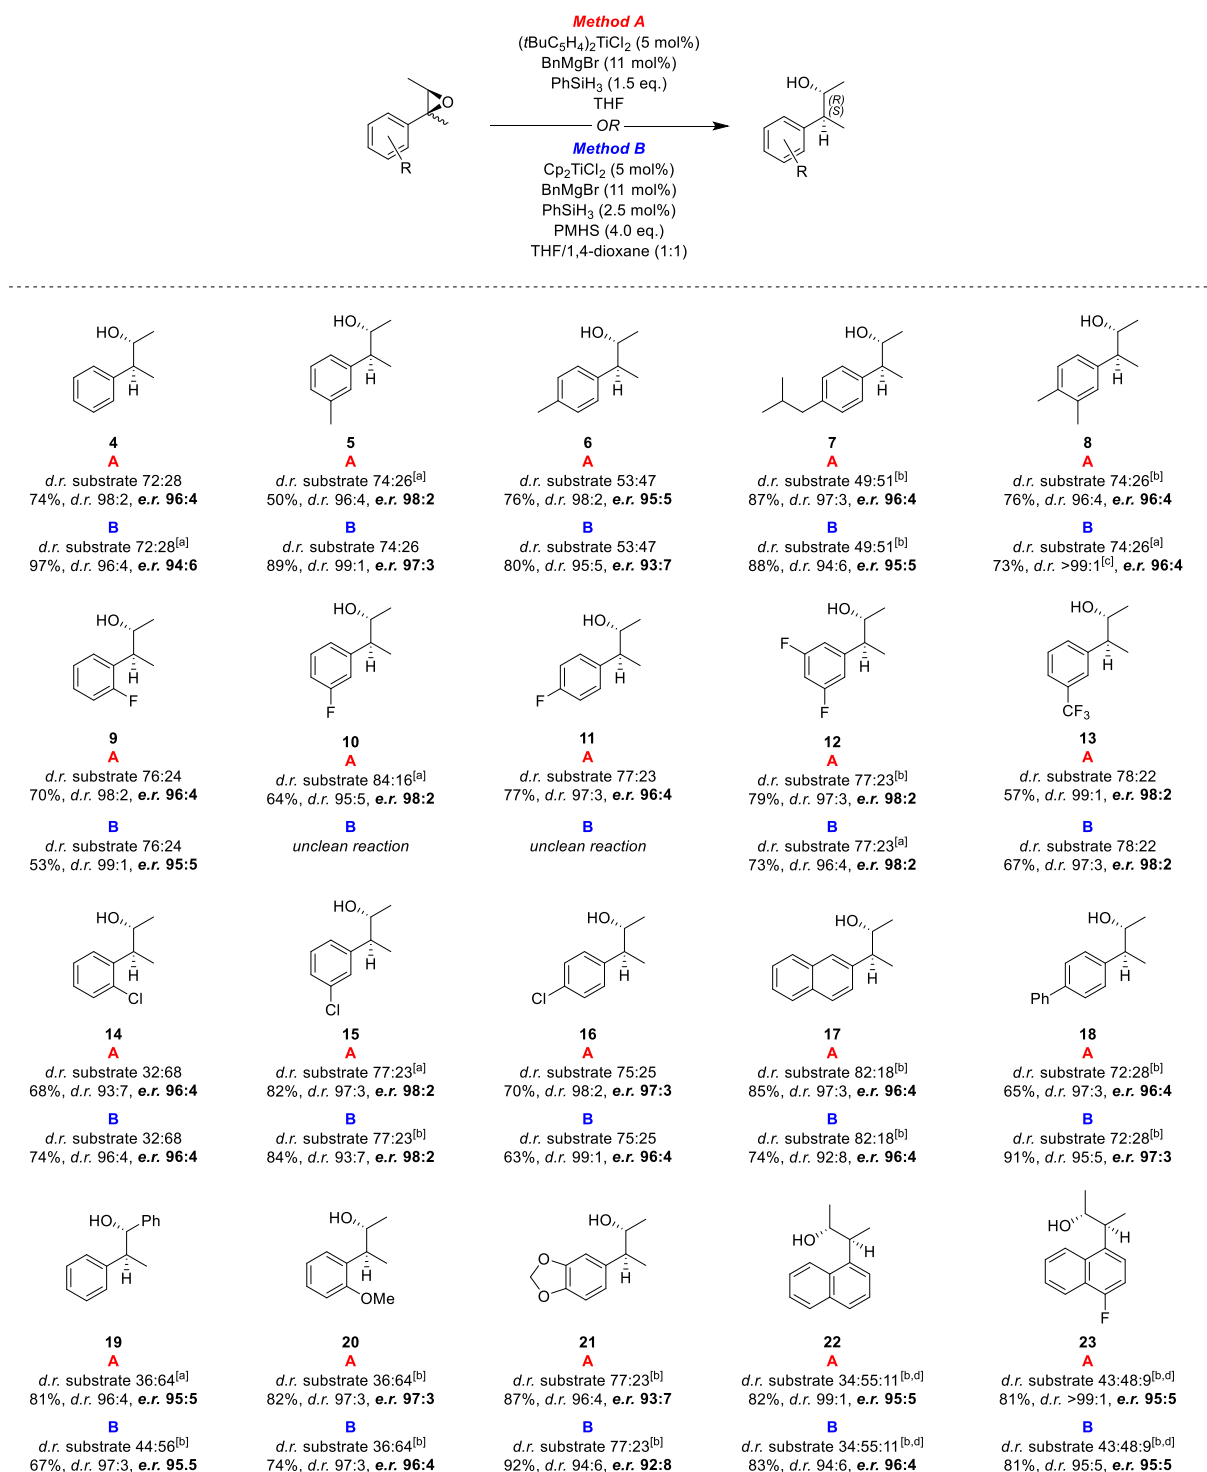 Method A
(tBuC5H4)2TiCl2 (5 mol%)
BnMgBr (11 mol%)
PhSiH3 (1.5 eq.)
THF
OR
Method B
Cp2TiCl2 (5 mol%)
BnMgBr (11 mol%)
PhSiH3 (2.5 mol%)
PMHS (4.0 eq.)
THF/1,4-dioxane (1:1)
O
R
HO
(R)
(S)
H
R
HO
H
HO
H
HO
H
HO
H
HO
H
4
5
6
7
8
A
A
A
A
A
d.r. substrate 72:28
d.r. substrate 74:26[a]
d.r. substrate 53:47
d.r. substrate 49:51[b]
d.r. substrate 74:26[b]
74%, d.r. 98:2, e.r. 96:4
50%, d.r. 96:4, e.r. 98:2
76%, d.r. 98:2, e.r. 95:5
87%, d.r. 97:3, e.r. 96:4
76%, d.r. 96:4, e.r. 96:4
B
B
B
B
B
d.r. substrate 72:28[a]
d.r. substrate 74:26
d.r. substrate 53:47
d.r. substrate 49:51[b]
d.r. substrate 74:26[a]
97%, d.r. 96:4, e.r. 94:6
89%, d.r. 99:1, e.r. 97:3
80%, d.r. 95:5, e.r. 93:7
88%, d.r. 94:6, e.r. 95:5
73%, d.r. >99:1[c], e.r. 96:4
HO
H
F
HO
H
F
HO
H
F
HO
H
F
F
HO
H
CF3
9
10
11
12
13
A
A
A
A
A
d.r. substrate 76:24
d.r. substrate 84:16[a]
d.r. substrate 77:23
d.r. substrate 77:23[b]
d.r. substrate 78:22
70%, d.r. 98:2, e.r. 96:4
64%, d.r. 95:5, e.r. 98:2
77%, d.r. 97:3, e.r. 96:4
79%, d.r. 97:3, e.r. 98:2
57%, d.r. 99:1, e.r. 98:2
B
B
B
B
B
d.r. substrate 76:24
unclean reaction
unclean reaction
d.r. substrate 77:23[a]
d.r. substrate 78:22
53%, d.r. 99:1, e.r. 95:5
73%, d.r. 96:4, e.r. 98:2
67%, d.r. 97:3, e.r. 98:2
HO
H
Cl
HO
H
Cl
HO
H
Cl
HO
H
HO
H
Ph
14
15
16
17
18
A
A
A
A
A
d.r. substrate 32:68
d.r. substrate 77:23[a]
d.r. substrate 75:25
d.r. substrate 82:18[b]
d.r. substrate 72:28[b]
68%, d.r. 93:7, e.r. 96:4
82%, d.r. 97:3, e.r. 98:2
70%, d.r. 98:2, e.r. 97:3
85%, d.r. 97:3, e.r. 96:4
65%, d.r. 97:3, e.r. 96:4
B
B
B
B
B
d.r. substrate 32:68
d.r. substrate 77:23[b]
d.r. substrate 75:25
d.r. substrate 82:18[b]
d.r. substrate 72:28[b]
74%, d.r. 96:4, e.r. 96:4
84%, d.r. 93:7, e.r. 98:2
63%, d.r. 99:1, e.r. 96:4
74%, d.r. 92:8, e.r. 96:4
91%, d.r. 95:5, e.r. 97:3
HO
Ph
H
HO
H
OMe
HO
H
O
O
HO
H
HO
H
F
19
20
21
22
23
A
A
A
A
A
d.r. substrate 36:64[a]
d.r. substrate 36:64[b]
d.r. substrate 77:23[b]
d.r. substrate 34:55:11[b,d]
d.r. substrate 43:48:9[b,d]
81%, d.r. 96:4, e.r. 95:5
82%, d.r. 97:3, e.r. 97:3
87%, d.r. 96:4, e.r. 93:7
82%, d.r. 99:1, e.r. 95:5
81%, d.r. >99:1, e.r. 95:5
B
B
B
B
B
d.r. substrate 44:56[b]
d.r. substrate 36:64[b]
d.r. substrate 77:23[b]
d.r. substrate 34:55:11[b,d]
d.r. substrate 43:48:9[b,d]
67%, d.r. 97:3, e.r. 95.5
74%, d.r. 97:3, e.r. 96:4
92%, d.r. 94:6, e.r. 92:8
83%, d.r. 94:6, e.r. 96:4
81%, d.r. 95:5, e.r. 95:5